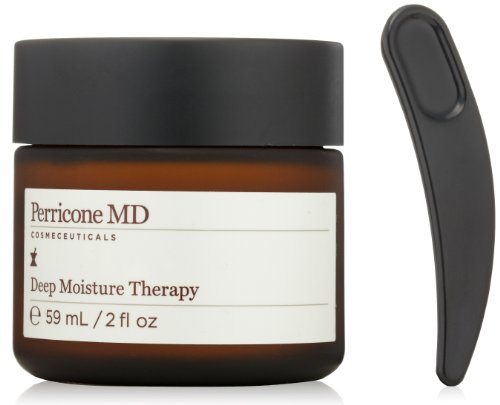 Perricone MD
COSMECEUTICALS
Deep Moisture Therapy
℮ 59 mL / 2 fl oz